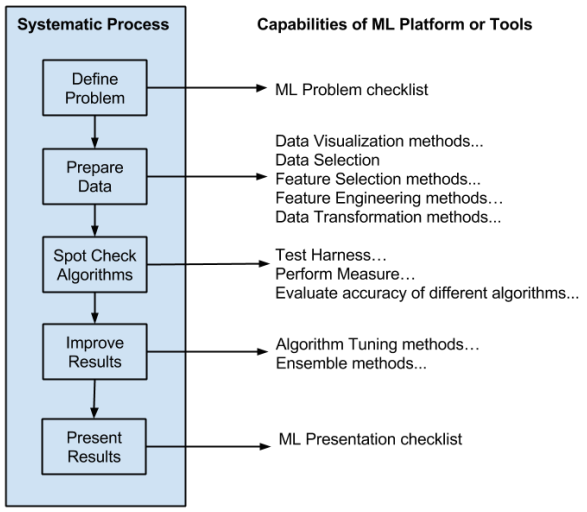 Systematic Process
Capabilities of ML Platform or Tools
Define
Problem
ML Problem checklist
Prepare
Data
Data Visualization methods...
Data Selection
Feature Selection methods...
Feature Engineering methods…
Data Transformation methods...
Spot Check
Algorithms
Test Harness…
Perform Measure…
Evaluate accuracy of different algorithms...
Improve
Results
Algorithm Tuning methods…
Ensemble methods...
Present
Results
ML Presentation checklist